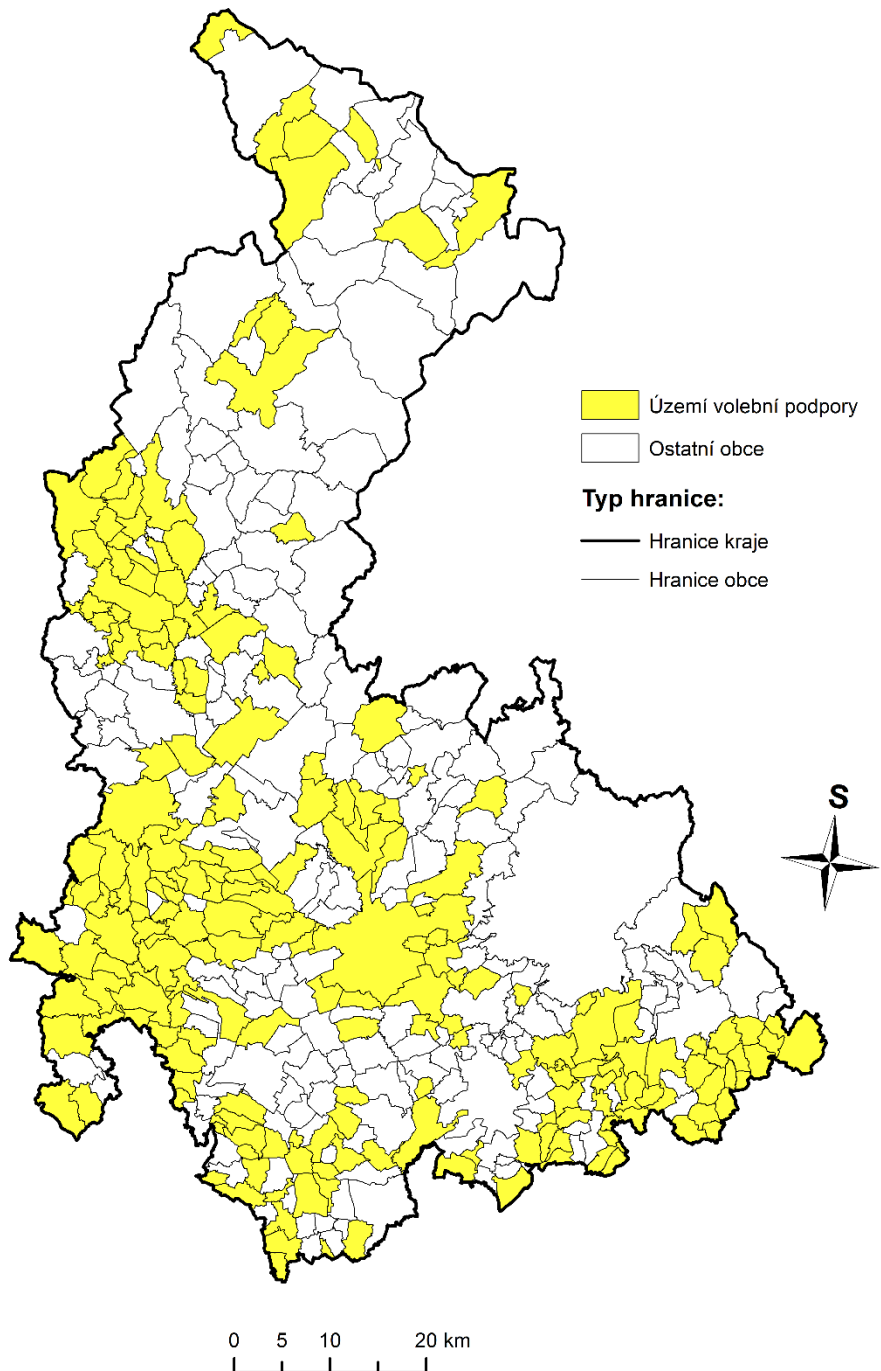 Území volební podpory
Ostatní obce
Typ hranice:
Hranice kraje
Hranice obce
S
0 5 10 20 km